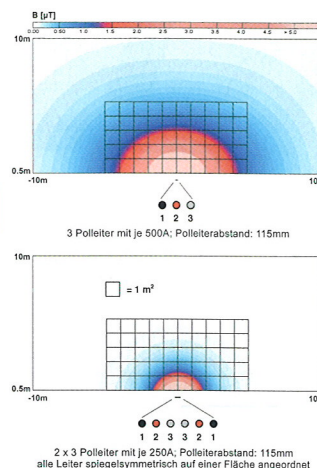 B [µT]
0.00 0.50 1.0 1.5 2.0 2.5 3.0 3.5 4.0 4.5 > 5.0
10m
0.5m
-10m
10
1 2 3
3 Polleiter mit je 500A; Polleiterabstand: 115mm
10m
= 1 m²
0.5m
-10m
10
1 2 3 3 2 1
2 x 3 Polleiter mit je 250A; Polleiterabstand: 115mm
alle Leiter spiegelsymmetrisch auf einer Fläche angeordnet